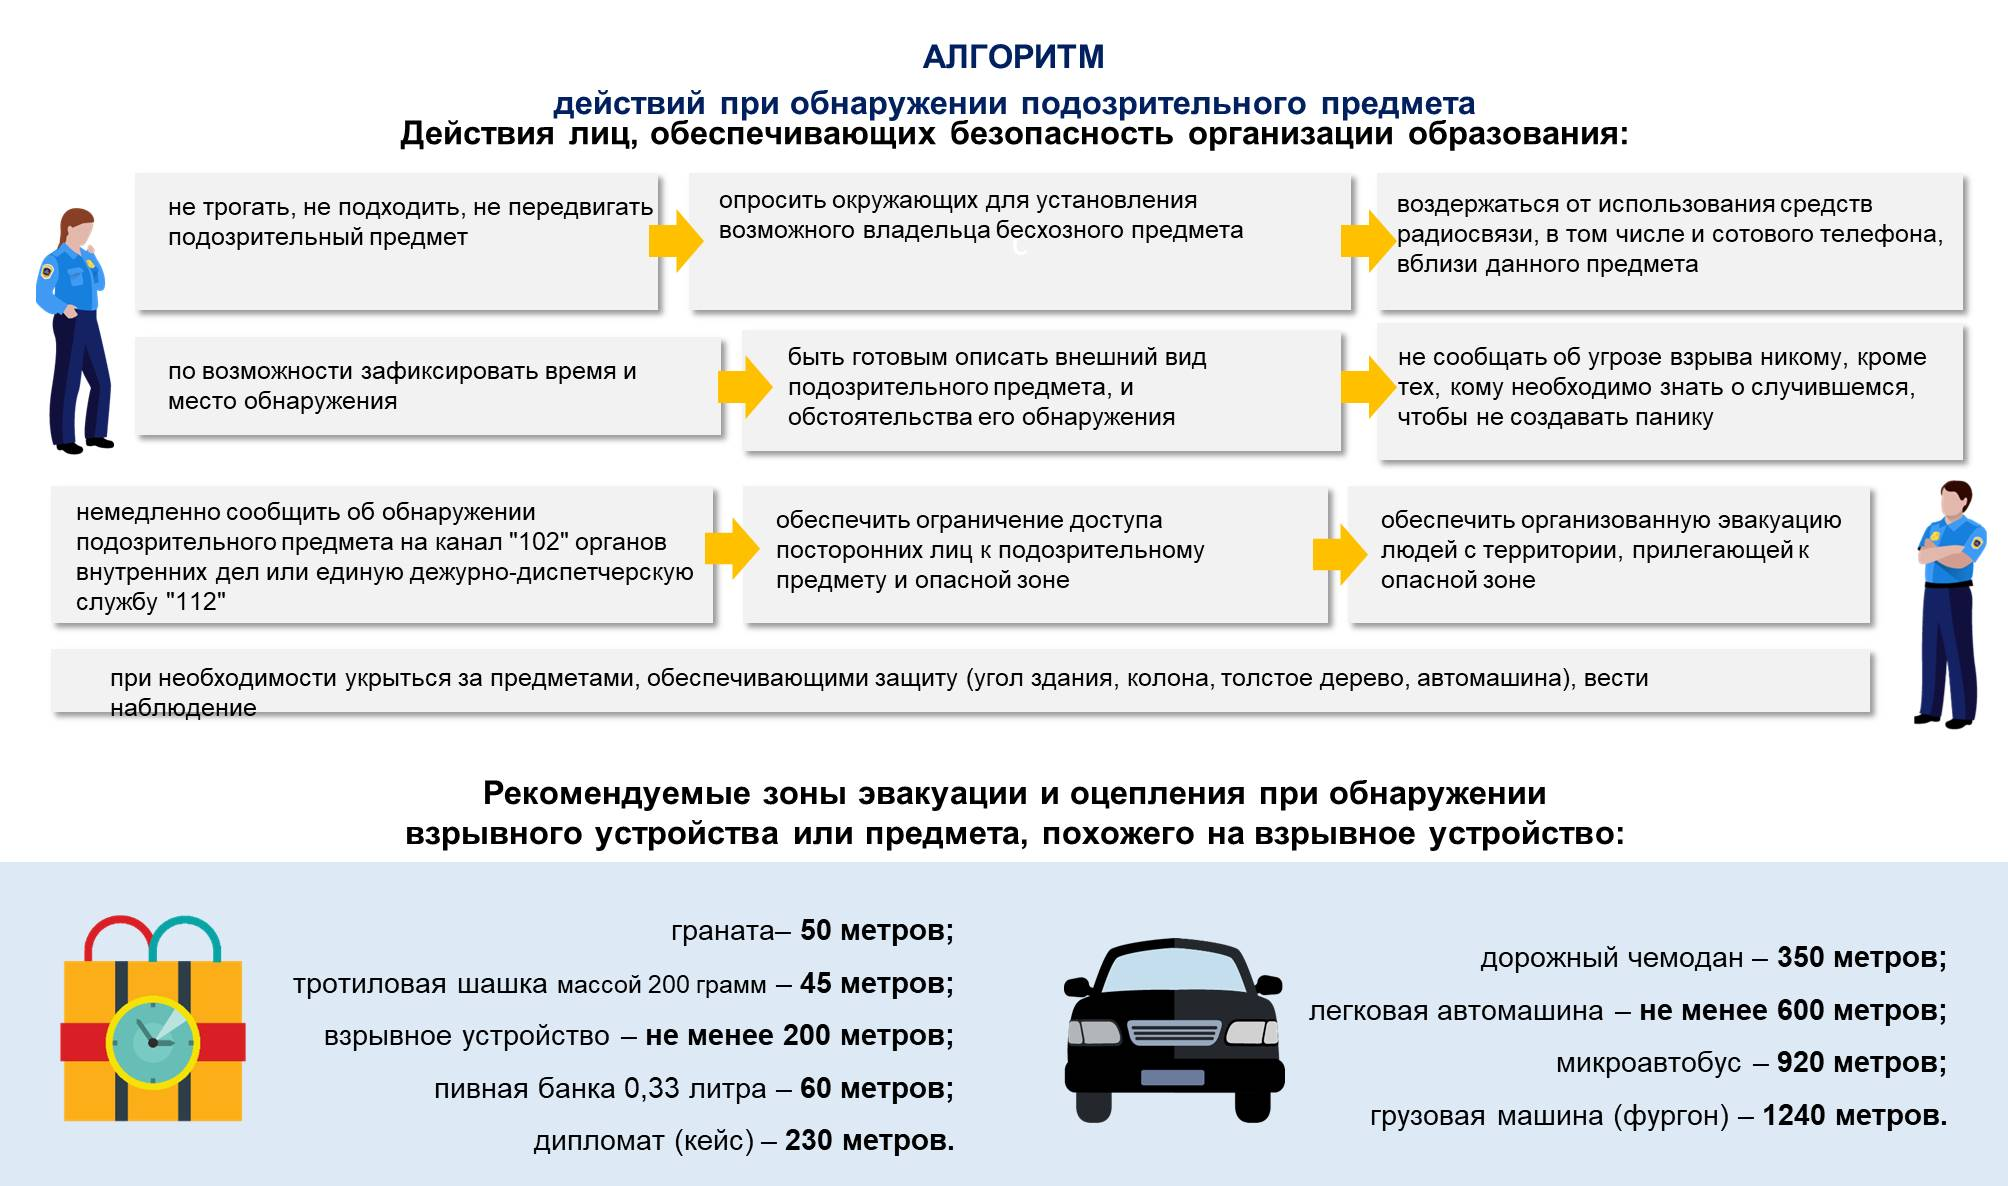 АЛГОРИТМ
действий при обнаружении подозрительного предмета
Действия лиц, обеспечивающих безопасность организации образования:
не трогать, не подходить, не передвигать
подозрительный предмет
опросить окружающих для установления
возможного владельца бесхозного предмета
с
воздержаться от использования средств
радиосвязи, в том числе и сотового телефона,
вблизи данного предмета
по возможности зафиксировать время и
место обнаружения
быть готовым описать внешний вид
подозрительного предмета, и
обстоятельства его обнаружения
не сообщать об угрозе взрыва никому, кроме
тех, кому необходимо знать о случившемся,
чтобы не создавать панику
немедленно сообщить об обнаружении
подозрительного предмета на канал "102" органов
внутренних дел или единую дежурно-диспетчерскую
службу "112"
обеспечить ограничение доступа
посторонних лиц к подозрительному
предмету и опасной зоне
обеспечить организованную эвакуацию
людей с территории, прилегающей к
опасной зоне
при необходимости укрыться за предметами, обеспечивающими защиту (угол здания, колона, толстое дерево, автомашина), вести
наблюдение
Рекомендуемые зоны эвакуации и оцепления при обнаружении
взрывного устройства или предмета, похожего на взрывное устройство:
граната– 50 метров;
тротиловая шашка массой 200 грамм – 45 метров;
взрывное устройство – не менее 200 метров;
пивная банка 0,33 литра – 60 метров;
дипломат (кейс) – 230 метров.
дорожный чемодан – 350 метров;
легковая автомашина – не менее 600 метров;
микроавтобус – 920 метров;
грузовая машина (фургон) – 1240 метров.